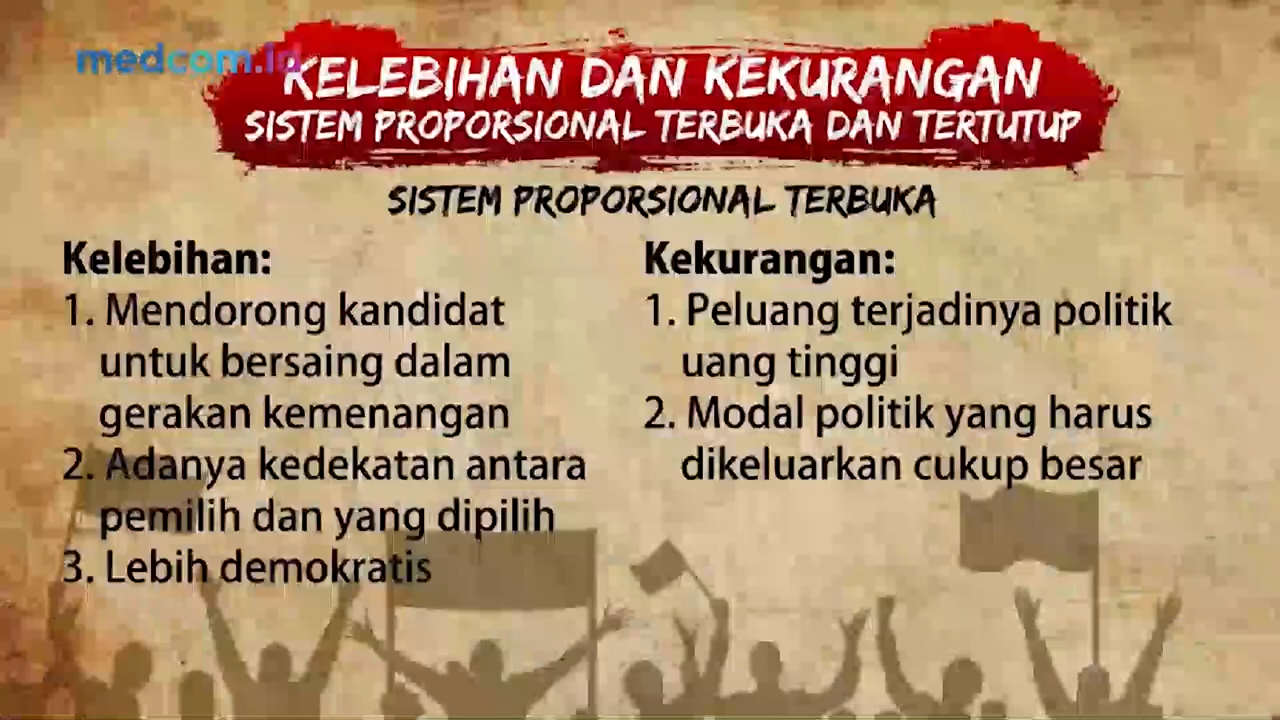 medcom.id
KELEBIHAN DAN KEKURANGAN
SISTEM PROPORSIONAL TERBUKA DAN TERTUTUP
SISTEM PROPORSIONAL TERBUKA
Kelebihan:
1. Mendorong kandidat
untuk bersaing dalam
gerakan kemenangan
2. Adanya kedekatan antara
pemilih dan yang dipilih
3. Lebih demokratis
Kekurangan:
1. Peluang terjadinya politik
uang tinggi
2. Modal politik yang harus
dikeluarkan cukup besar